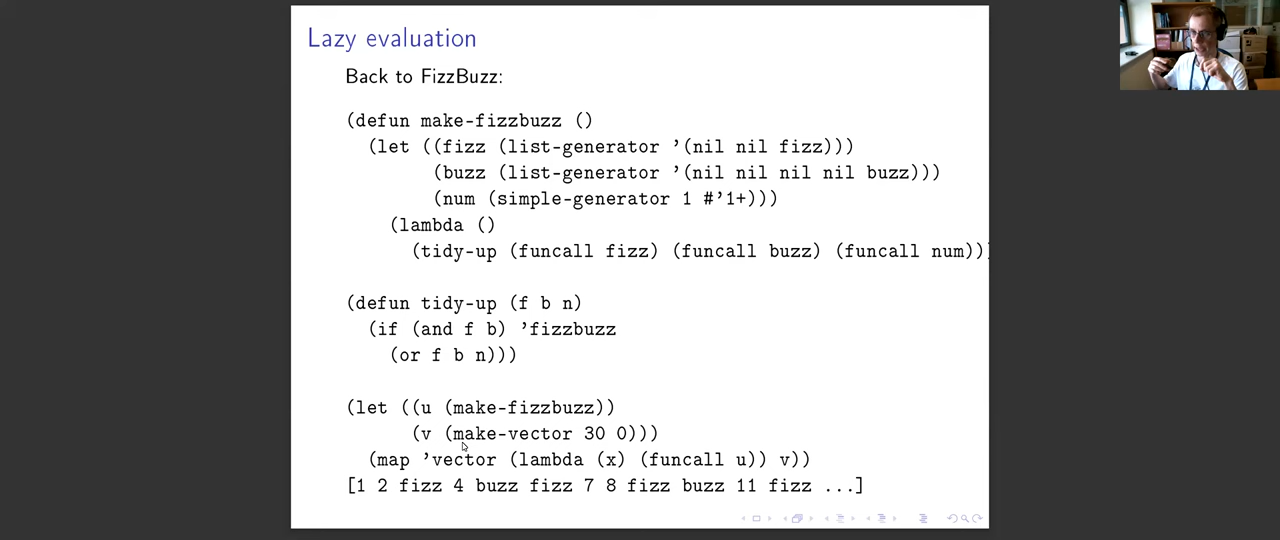 Lazy evaluation
Back to FizzBuzz:
(defun make-fizzbuzz ()
(let ((fizz (list-generator ’(nil nil fizz)))
(buzz (list-generator ’(nil nil nil nil buzz)))
(num (simple-generator 1 #’1+)))
(lambda ()
(tidy-up (funcall fizz) (funcall buzz) (funcall num)))
(defun tidy-up (f b n)
(if (and f b) ’fizzbuzz
(or f b n)))
(let ((u (make-fizzbuzz))
(v (make-vector 30 0)))
(map ’vector (lambda (x) (funcall u)) v))
[1 2 fizz 4 buzz fizz 7 8 fizz buzz 11 fizz ...]